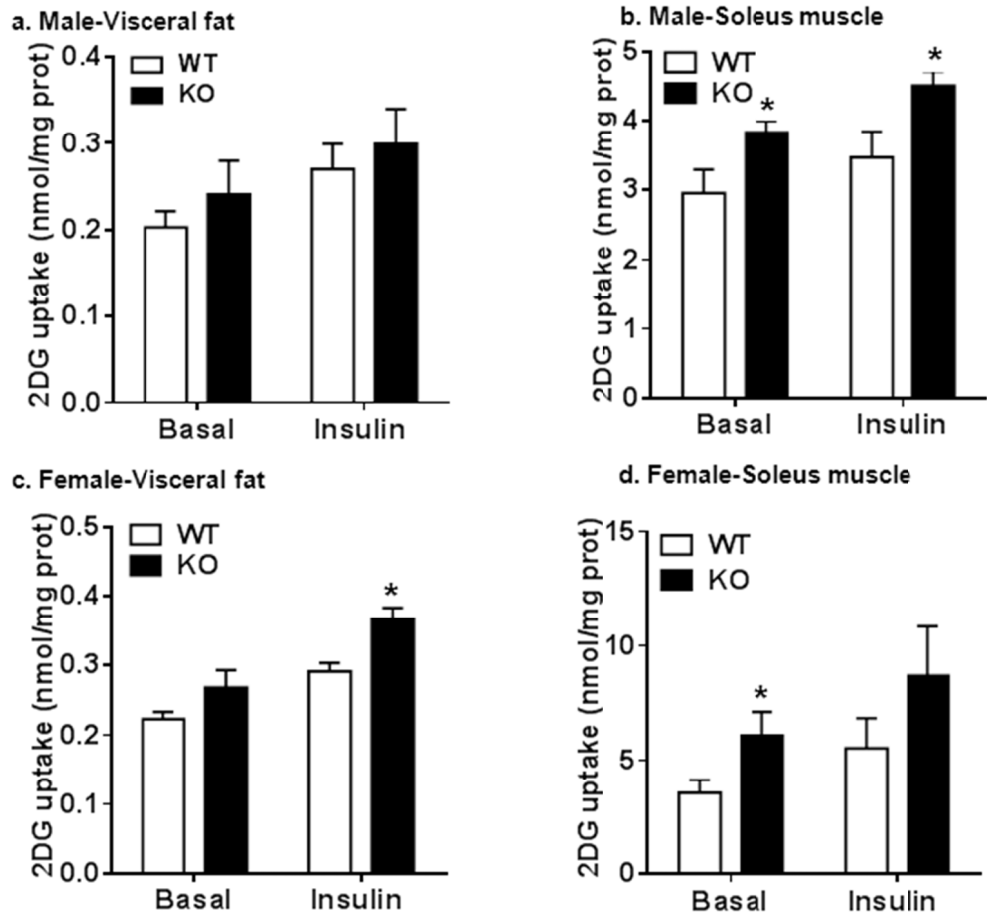 a. Male-Visceral fat
2DG uptake (nmol/mg prot)
0.4
0.3
0.2
0.1
0.0
WT
KO
Basal Insulin
b. Male-Soleus muscle
2DG uptake (nmol/mg prot)
5
4
3
2
1
0
WT
KO
*
*
Basal Insulin
c. Female-Visceral fat
2DG uptake (nmol/mg prot)
0.5
0.4
0.3
0.2
0.1
0.0
WT
KO
*
Basal Insulin
d. Female-Soleus muscle
2DG uptake (nmol/mg prot)
15
10
5
0
WT
KO
*
Basal Insulin